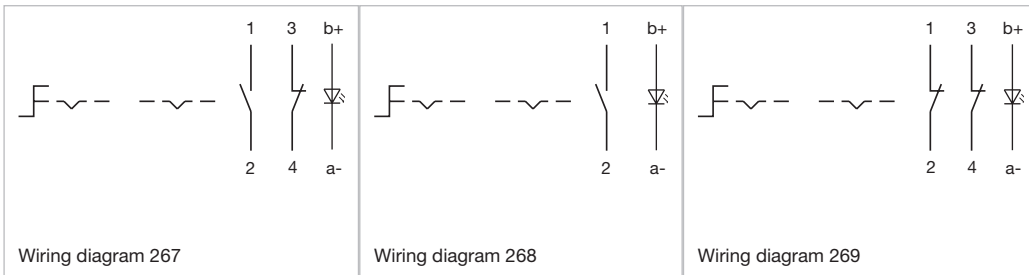 1 3 b+
2 4 a-
Wiring diagram 267
1 b+
2 a-
Wiring diagram 268
1 3 b+
2 4 a-
Wiring diagram 269